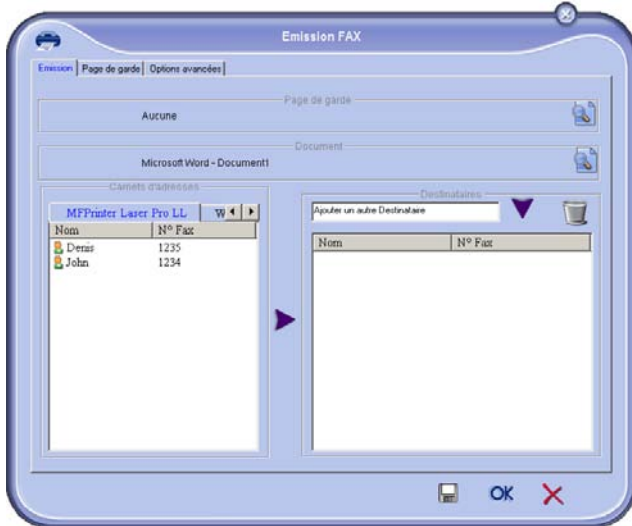 Emission FAX
Emission Page de garde Options avancées
Page de garde
Aucune
Document
Microsoft Word - Document1
Carnets d'adresses
MFPrinter Laser Pro LL W
Nom N° Fax
Denis 1235
John 1234
Destinataires
Ajouter un autre Destinataire
Nom N° Fax
OK